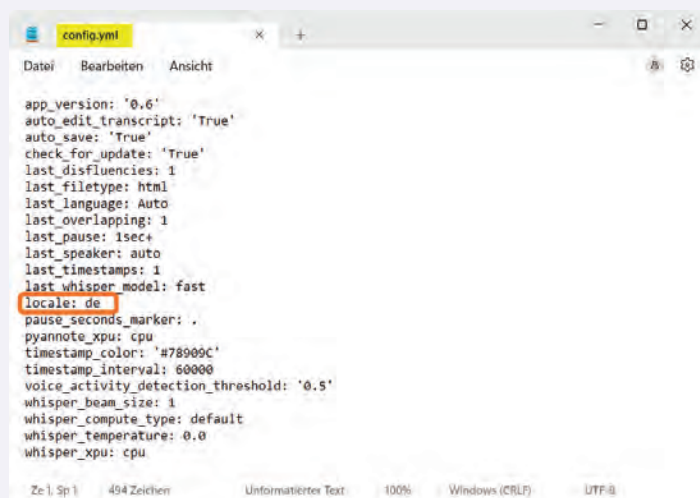 config.yml
Datei Bearbeiten Ansicht
app_version: '0.6'
auto_edit_transcript: 'True'
auto_save: 'True'
check_for_update: 'True'
last_disfluencies: 1
last_filetype: html
last_language: Auto
last_overlapping: 1
last_pause: 1sec+
last_speaker: auto
last_timestamps: 1
last_whisper_model: fast
locale: de
pause_seconds_marker: .
pyannote_xpu: cpu
timestamp_color: '#78909C'
timestamp_interval: 60000
voice_activity_detection_threshold: '0.5'
whisper_beam_size: 1
whisper_compute_type: default
whisper_temperature: 0.0
whisper_xpu: cpu
Ze 1, Sp 1 494 Zeichen Unformatierter Text 100% Windows (CRLF) UTF-8